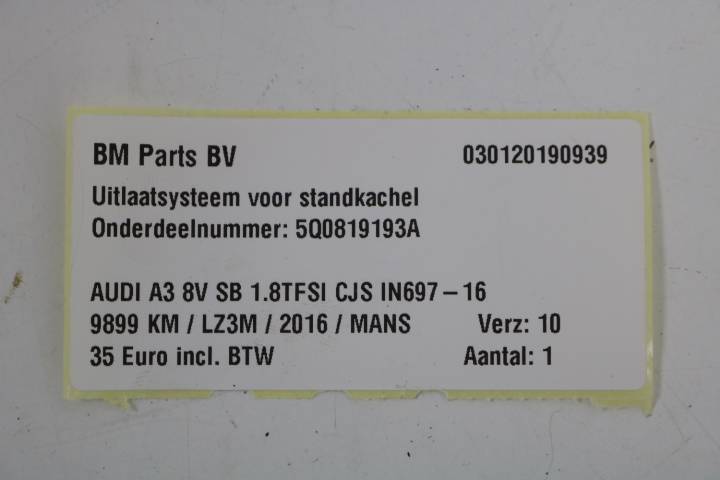 BM Parts BV 030120190939
Uitlaatsysteem voor standkachel
Onderdeelnummer: 5Q0819193A
AUDI A3 8V SB 1.8TFSI CJS IN697-16
9899 KM / LZ3M / 2016 / MANS Verz: 10
35 Euro incl. BTW Aantal: 1